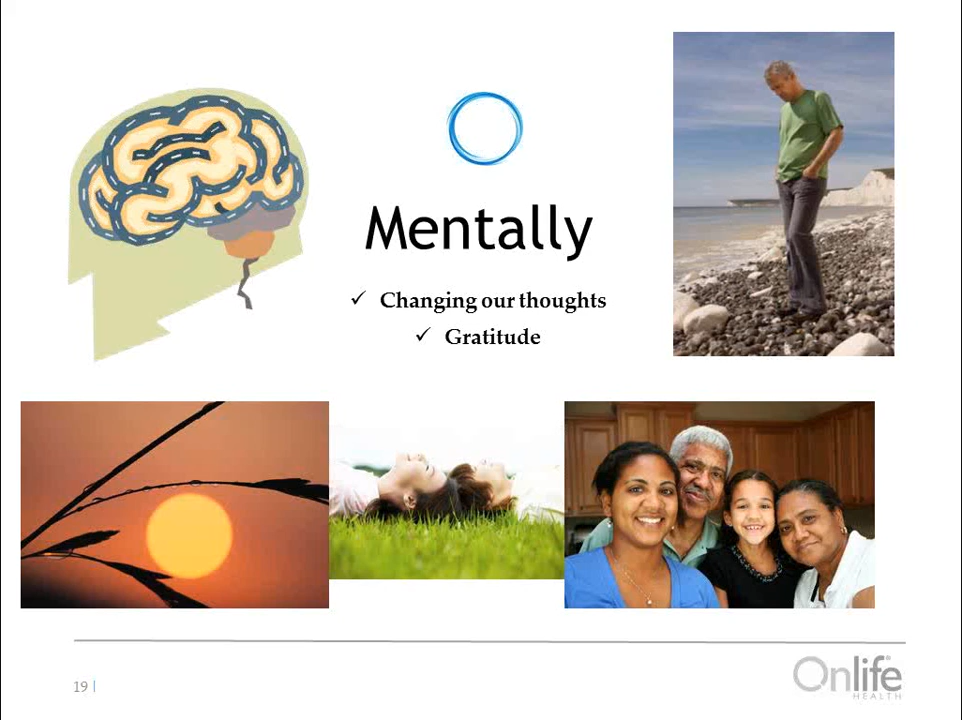 Mentally
✓ Changing our thoughts
✓ Gratitude
19 |
Onlife
HEALTH